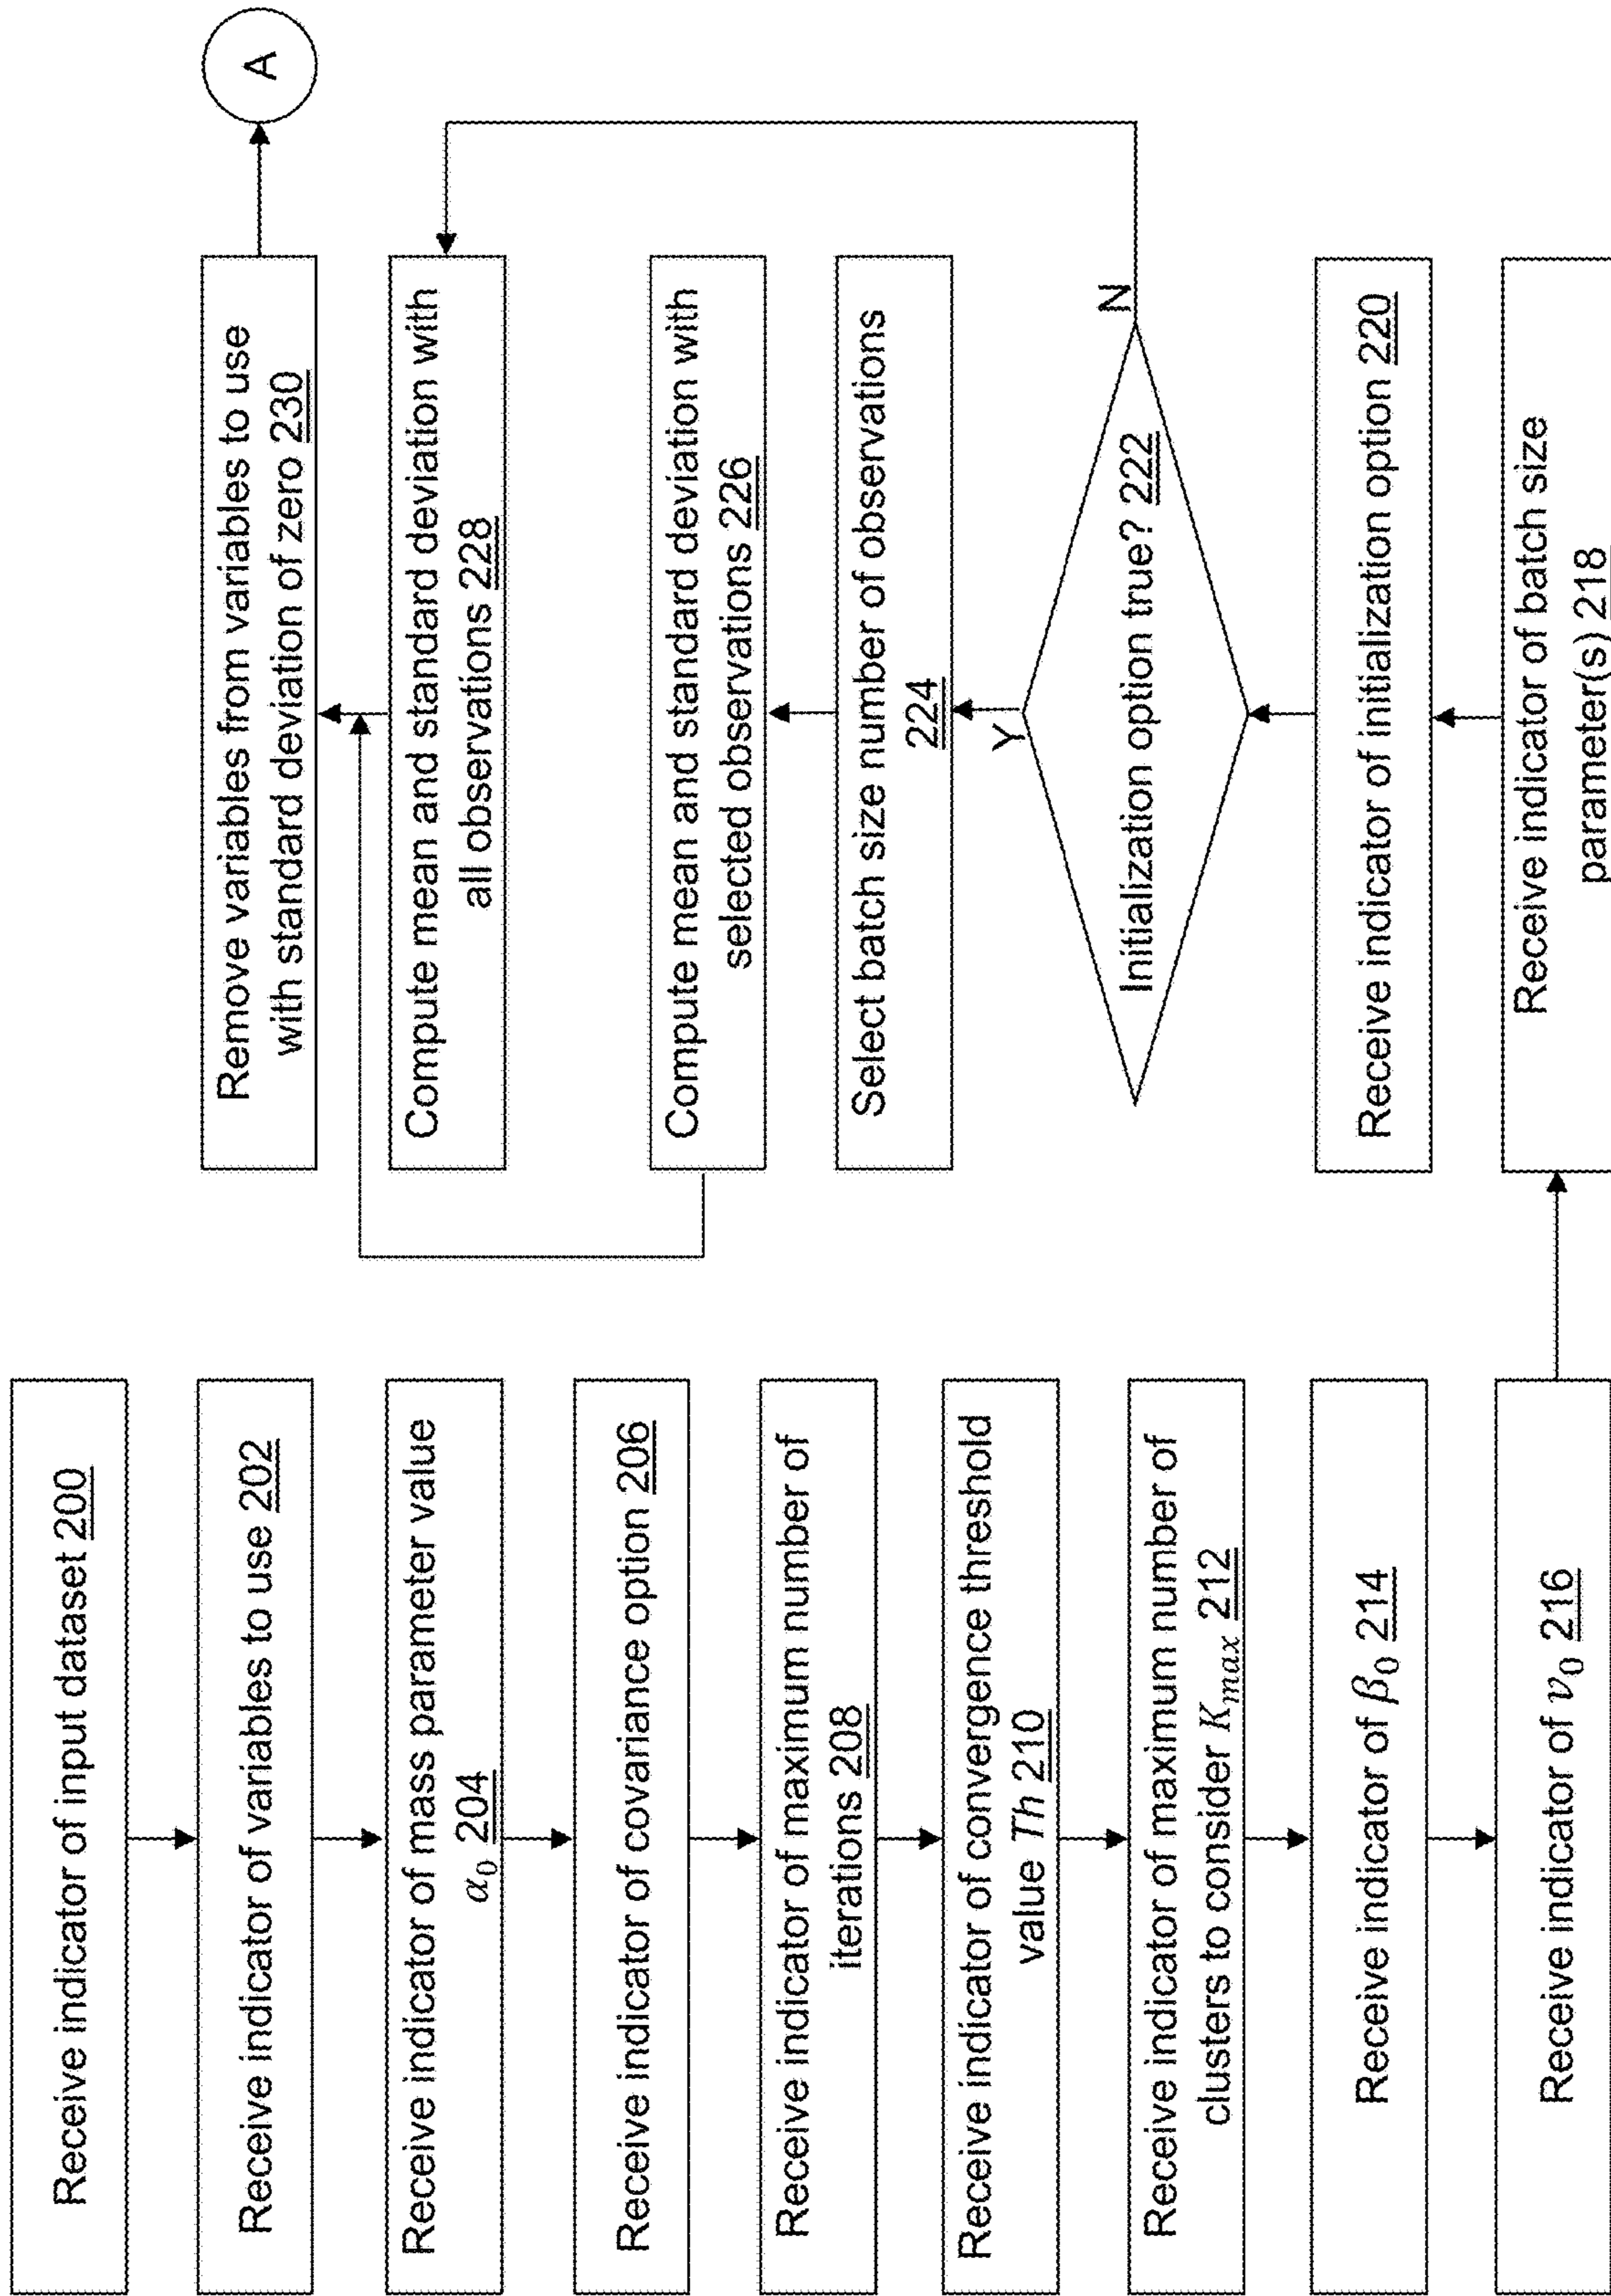 Receive indicator of input dataset 200
Receive indicator of variables to use 202
Receive indicator of mass parameter value
α₀ 204
Receive indicator of covariance option 206
Receive indicator of maximum number of
iterations 208
Receive indicator of convergence threshold
value Th 210
Receive indicator of maximum number of
clusters to consider Kₘₐₓ 212
Receive indicator of β₀ 214
Receive indicator of ν₀ 216
Receive indicator of batch size
parameter(s) 218
Receive indicator of initialization option 220
Initialization option true? 222
Y
N
Select batch size number of observations
224
Compute mean and standard deviation with
selected observations 226
Compute mean and standard deviation with
all observations 228
Remove variables from variables to use
with standard deviation of zero 230
A